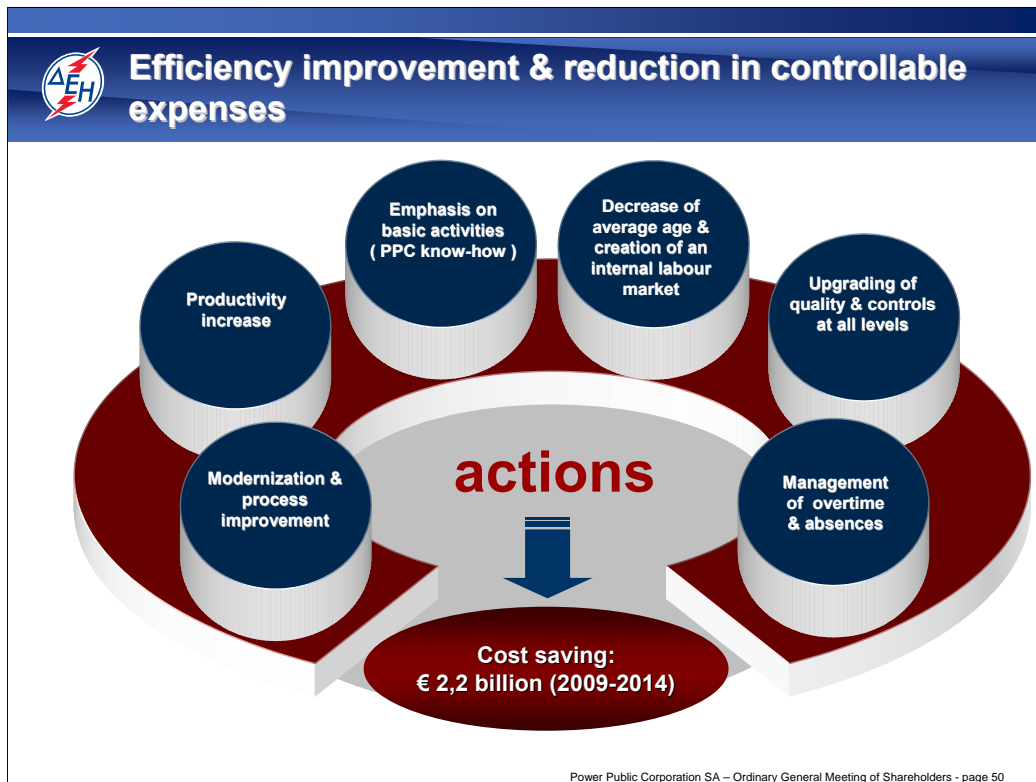 ΔEH
Efficiency improvement & reduction in controllable
expenses
Emphasis on
basic activities
( PPC know-how )
Decrease of
average age &
creation of an
internal labour
market
Productivity
increase
Upgrading of
quality & controls
at all levels
Modernization &
process
improvement
actions
Management
of overtime
& absences
Cost saving:
€ 2,2 billion (2009-2014)
Power Public Corporation SA – Ordinary General Meeting of Shareholders - page 50